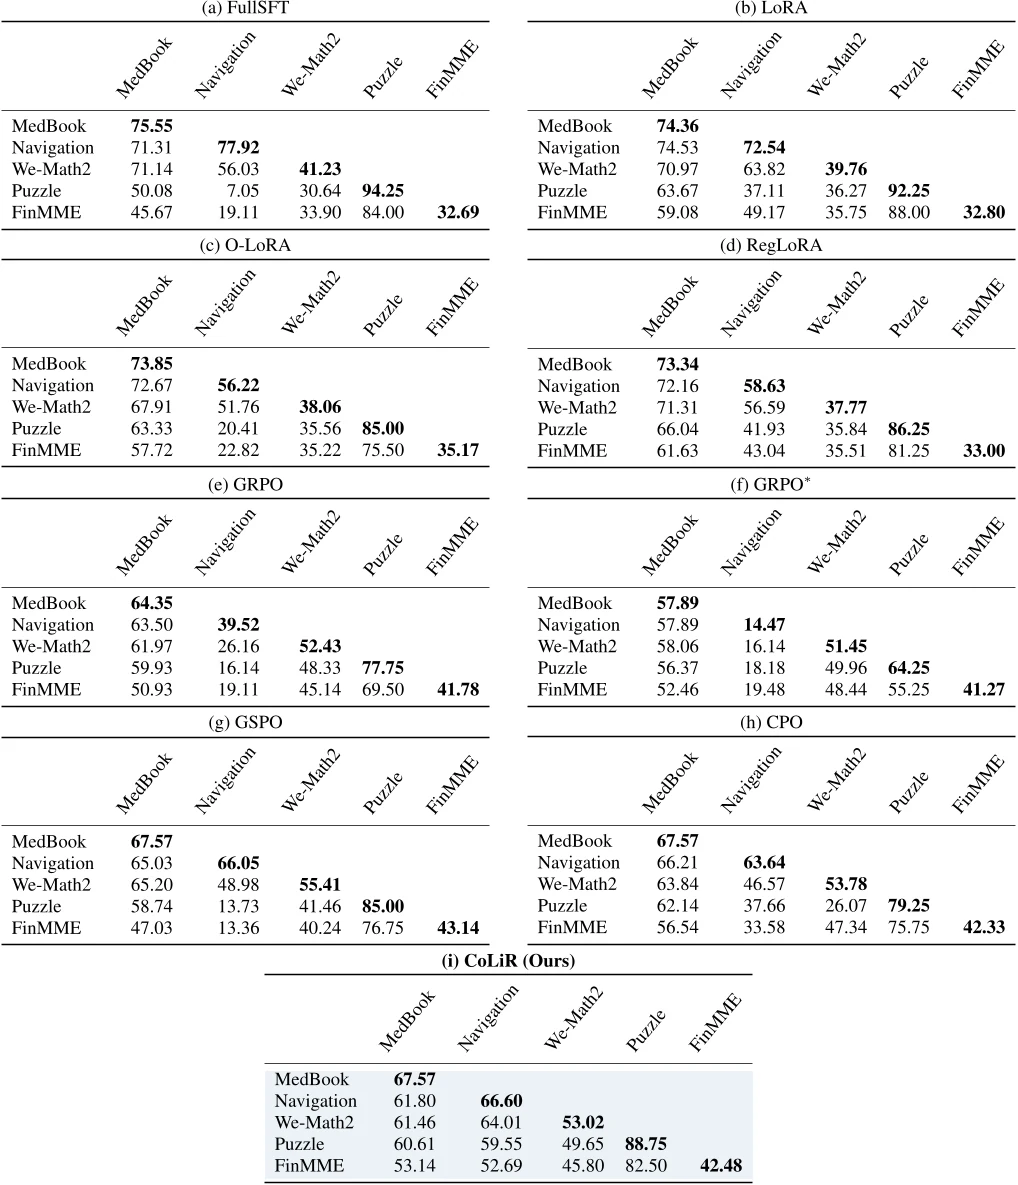 (a) FullSFT
MedBook Navigation We-Math2 Puzzle FinMME
MedBook 75.55
Navigation 71.31 77.92
We-Math2 71.14 56.03 41.23
Puzzle 50.08 7.05 30.64 94.25
FinMME 45.67 19.11 33.90 84.00 32.69
(b) LoRA
MedBook Navigation We-Math2 Puzzle FinMME
MedBook 74.36
Navigation 74.53 72.54
We-Math2 70.97 63.82 39.76
Puzzle 63.67 37.11 36.27 92.25
FinMME 59.08 49.17 35.75 88.00 32.80
(c) O-LoRA
MedBook Navigation We-Math2 Puzzle FinMME
MedBook 73.85
Navigation 72.67 56.22
We-Math2 67.91 51.76 38.06
Puzzle 63.33 20.41 35.56 85.00
FinMME 57.72 22.82 35.22 75.50 35.17
(d) RegLoRA
MedBook Navigation We-Math2 Puzzle FinMME
MedBook 73.34
Navigation 72.16 58.63
We-Math2 71.31 56.59 37.77
Puzzle 66.04 41.93 35.84 86.25
FinMME 61.63 43.04 35.51 81.25 33.00
(e) GRPO
MedBook Navigation We-Math2 Puzzle FinMME
MedBook 64.35
Navigation 63.50 39.52
We-Math2 61.97 26.16 52.43
Puzzle 59.93 16.14 48.33 77.75
FinMME 50.93 19.11 45.14 69.50 41.78
(f) GRPO*
MedBook Navigation We-Math2 Puzzle FinMME
MedBook 57.89
Navigation 57.89 14.47
We-Math2 58.06 16.14 51.45
Puzzle 56.37 18.18 49.96 64.25
FinMME 52.46 19.48 48.44 55.25 41.27
(g) GSPO
MedBook Navigation We-Math2 Puzzle FinMME
MedBook 67.57
Navigation 65.03 66.05
We-Math2 65.20 48.98 55.41
Puzzle 58.74 13.73 41.46 85.00
FinMME 47.03 13.36 40.24 76.75 43.14
(h) CPO
MedBook Navigation We-Math2 Puzzle FinMME
MedBook 67.57
Navigation 66.21 63.64
We-Math2 63.84 46.57 53.78
Puzzle 62.14 37.66 26.07 79.25
FinMME 56.54 33.58 47.34 75.75 42.33
(i) CoLiR (Ours)
MedBook Navigation We-Math2 Puzzle FinMME
MedBook 67.57
Navigation 61.80 66.60
We-Math2 61.46 64.01 53.02
Puzzle 60.61 59.55 49.65 88.75
FinMME 53.14 52.69 45.80 82.50 42.48